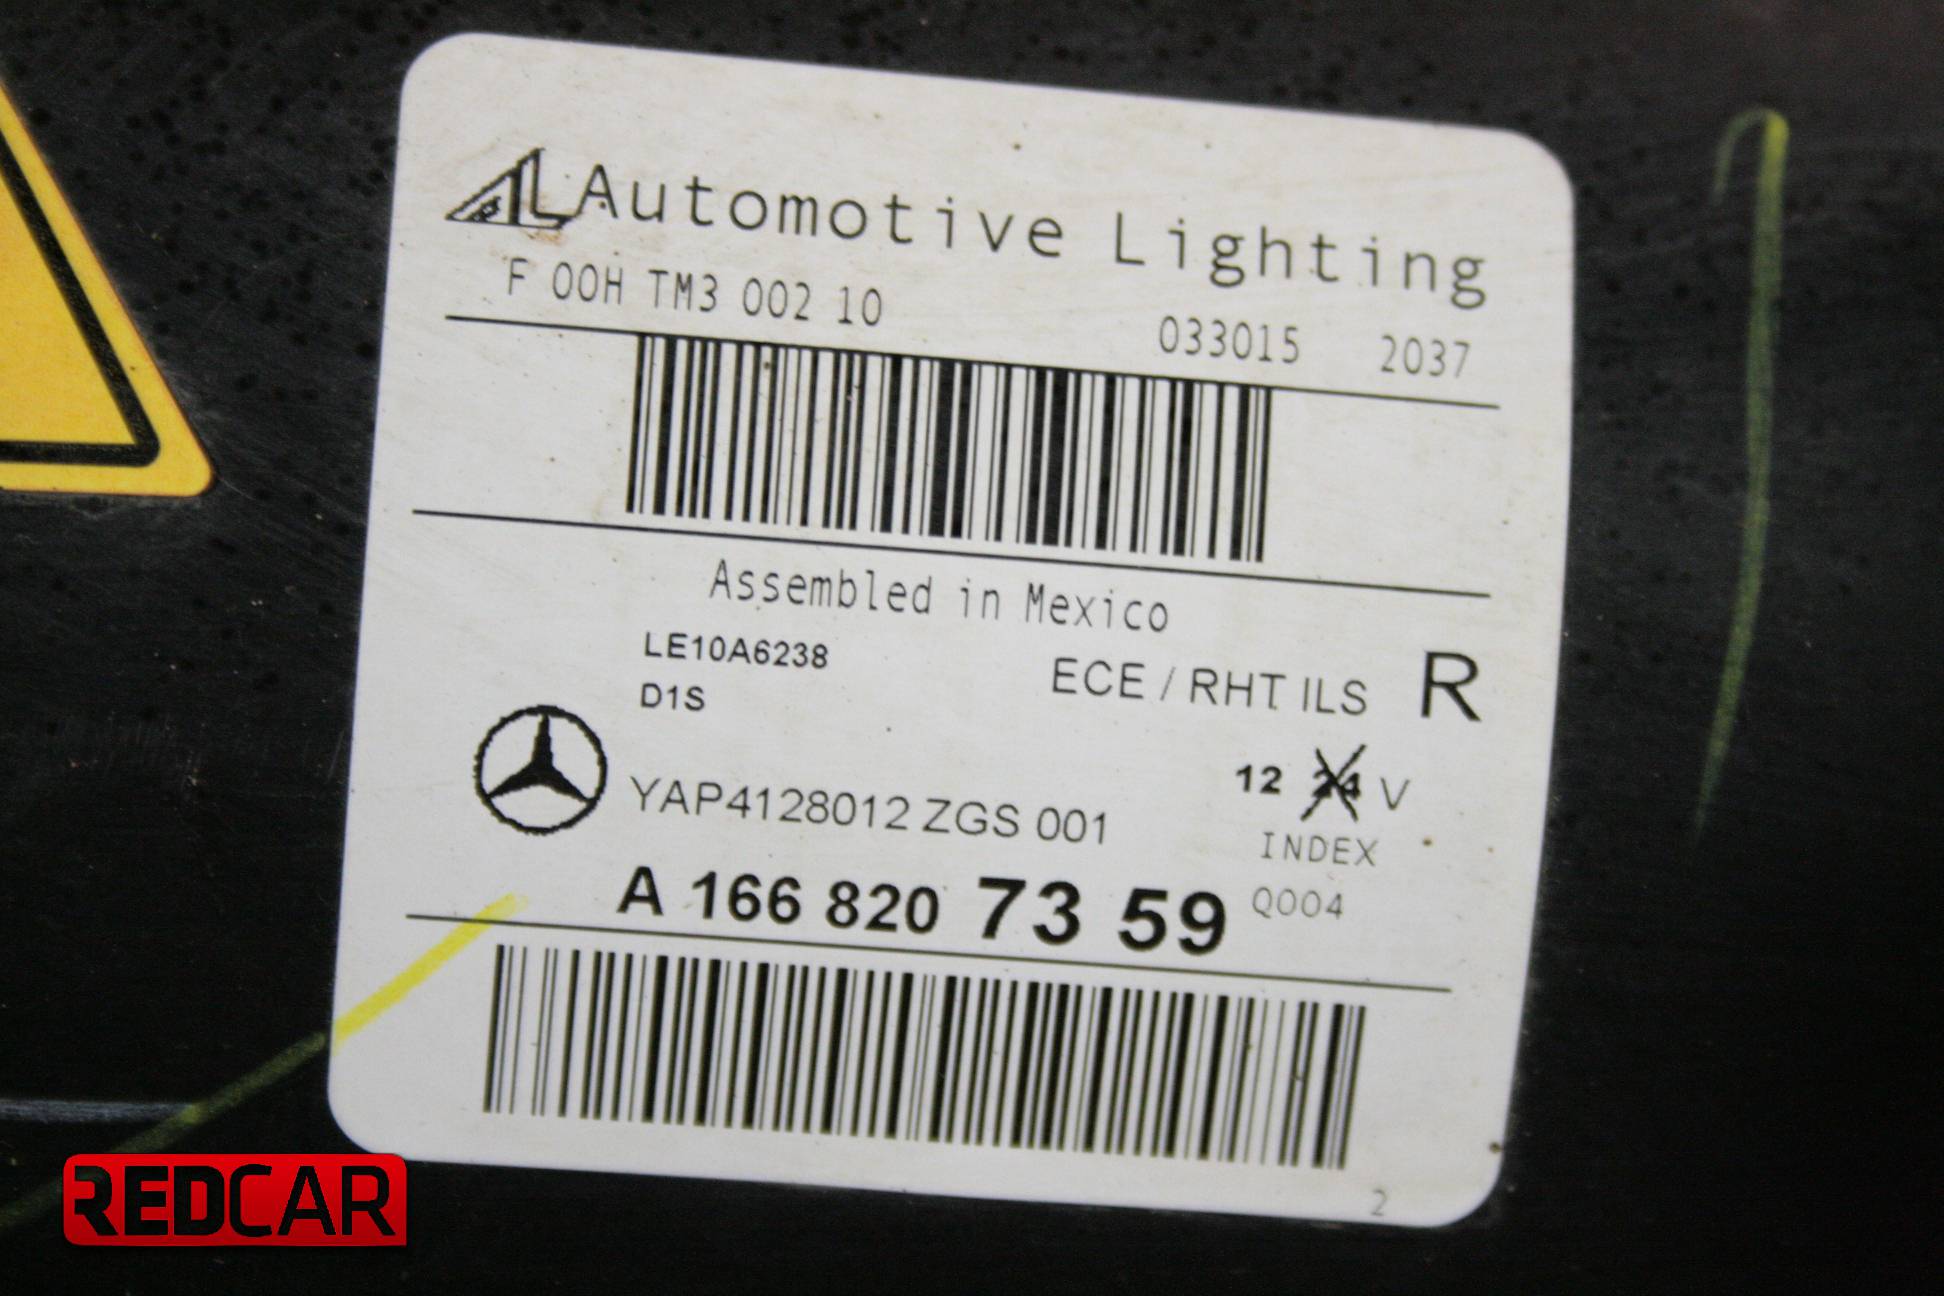 AL Automotive Lighting
F 00H TM3 002 10
033015 2037
Assembled in Mexico
LE10A6238
ECE / RHT ILS R
D1S
12 24 V
YAP4128012 ZGS 001
INDEX
A 166 820 73 59 Q004
2
REDCAR